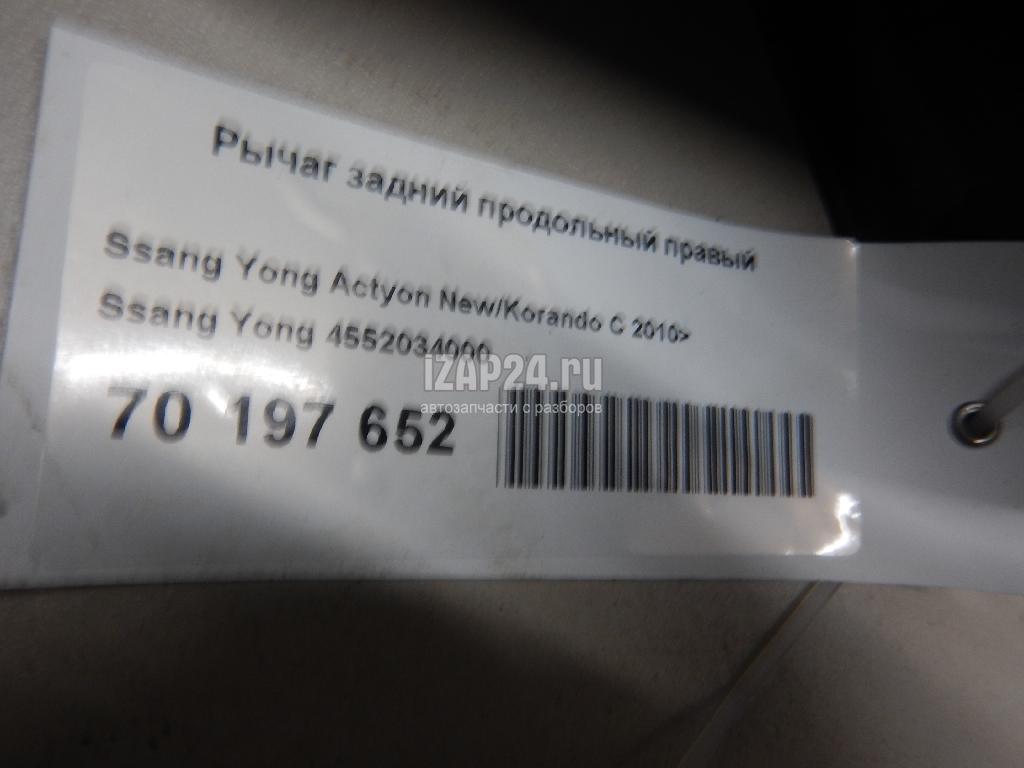 Рычаг задний продольный правый
Ssang Yong Actyon New/Korando C 2010>
Ssang Yong 4552034000
iZAP24.ru
автозапчасти с разборов
70 197 652